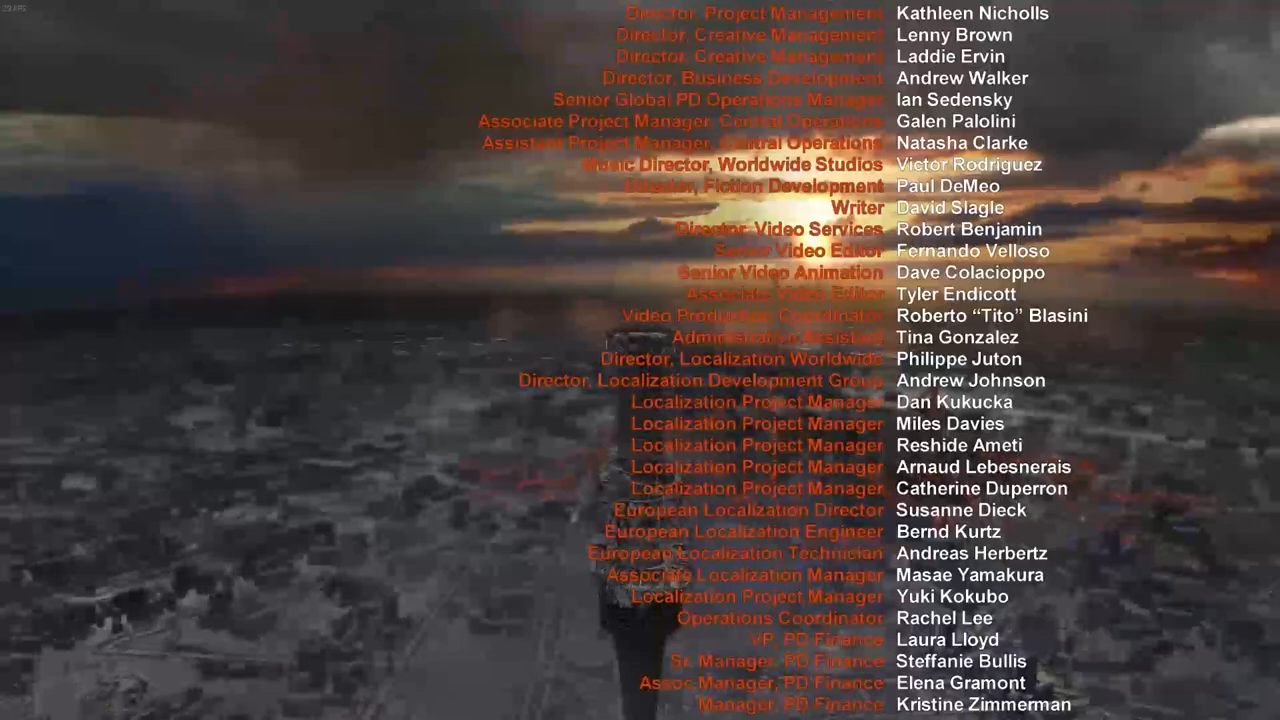 Director, Project Management Kathleen Nicholls
Director, Creative Management Lenny Brown
Director, Creative Management Laddie Ervin
Director, Business Development Andrew Walker
Senior Global PD Operations Manager Ian Sedensky
Associate Project Manager, Central Operations Galen Palolini
Assistant Project Manager, Central Operations Natasha Clarke
Music Director, Worldwide Studios Victor Rodriguez
Director, Fiction Development Paul DeMeo
Writer David Slagle
Director, Video Services Robert Benjamin
Senior Video Editor Fernando Velloso
Senior Video Animation Dave Colacioppo
Associate Video Editor Tyler Endicott
Video Production Coordinator Roberto “Tito” Blasini
Administrative Assistant Tina Gonzalez
Director, Localization Worldwide Philippe Juton
Director, Localization Development Group Andrew Johnson
Localization Project Manager Dan Kukucka
Localization Project Manager Miles Davies
Localization Project Manager Reshide Ameti
Localization Project Manager Arnaud Lebesnerais
Localization Project Manager Catherine Duperron
European Localization Director Susanne Dieck
European Localization Engineer Bernd Kurtz
European Localization Technician Andreas Herbertz
Associate Localization Manager Masae Yamakura
Localization Project Manager Yuki Kokubo
Operations Coordinator Rachel Lee
VP, PD Finance Laura Lloyd
Sr. Manager, PD Finance Steffanie Bullis
Assoc.Manager, PD Finance Elena Gramont
Manager, PD Finance Kristine Zimmerman